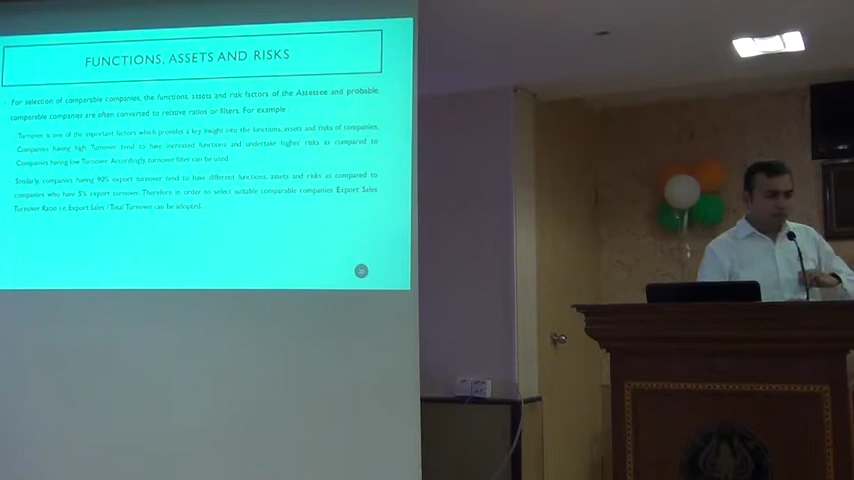 FUNCTIONS, ASSETS AND RISKS
For selection of comparable companies, the functions, assets and risk factors of the Assessee and probable
comparable companies are often converted to relative ratios or filters. For example :
Turnover is one of the important factors which provides a key insight into the functions, assets and risks of companies.
Companies having high Turnover tend to have increased functions and undertake higher risks as compared to
Companies having low Turnover. Accordingly, turnover filter can be used.
Similarly, companies having 90% export turnover tend to have different functions, assets and risks as compared to
companies who have 5% export turnover. Therefore in order to select suitable comparable companies Export Sales
Turnover Ratio i.e. Export Sales / Total Turnover can be adopted.